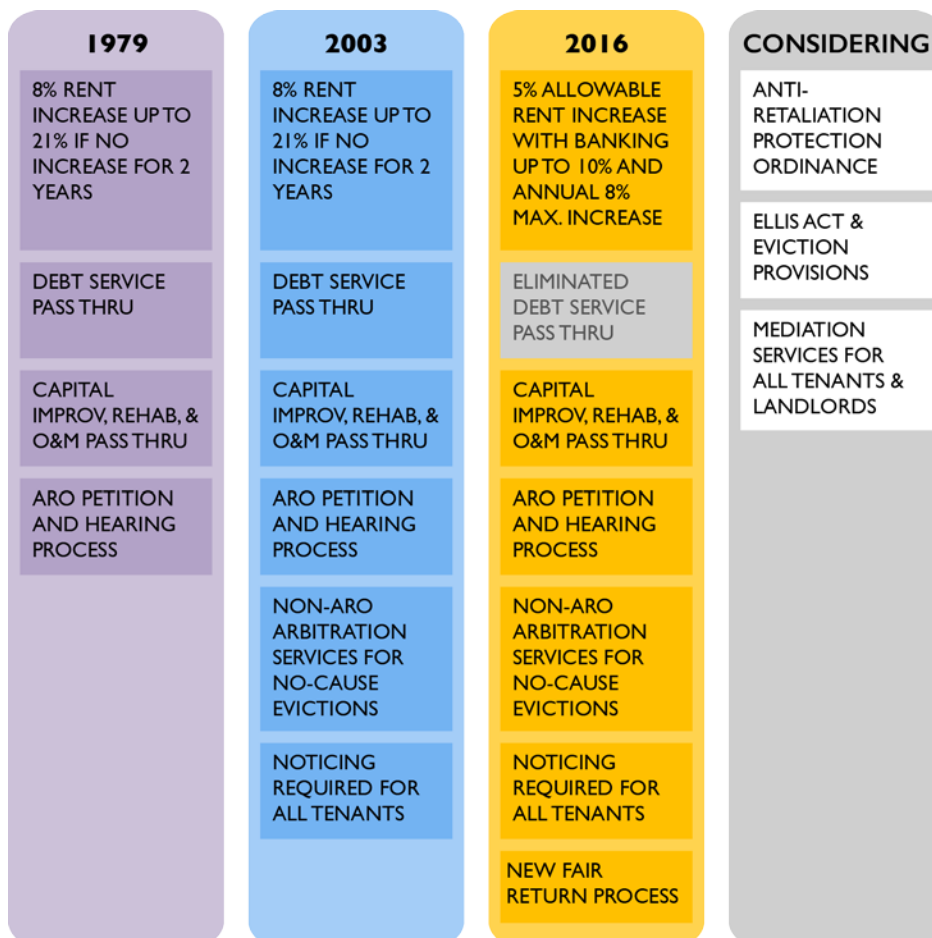 1979
8% RENT
INCREASE UP TO
21% IF NO
INCREASE FOR 2
YEARS
DEBT SERVICE
PASS THRU
CAPITAL
IMPROV, REHAB, &
O&M PASS THRU
ARO PETITION
AND HEARING
PROCESS
2003
8% RENT
INCREASE UP TO
21% IF NO
INCREASE FOR 2
YEARS
DEBT SERVICE
PASS THRU
CAPITAL
IMPROV, REHAB, &
O&M PASS THRU
ARO PETITION
AND HEARING
PROCESS
NON-ARO
ARBITRATION
SERVICES FOR
NO-CAUSE
EVICTIONS
NOTICING
REQUIRED FOR
ALL TENANTS
2016
5% ALLOWABLE
RENT INCREASE
WITH BANKING
UP TO 10% AND
ANNUAL 8%
MAX. INCREASE
ELIMINATED
DEBT SERVICE
PASS THRU
CAPITAL
IMPROV, REHAB, &
O&M PASS THRU
ARO PETITION
AND HEARING
PROCESS
NON-ARO
ARBITRATION
SERVICES FOR
NO-CAUSE
EVICTIONS
NOTICING
REQUIRED FOR
ALL TENANTS
NEW FAIR
RETURN PROCESS
CONSIDERING
ANTI-
RETALIATION
PROTECTION
ORDINANCE
ELLIS ACT &
EVICTION
PROVISIONS
MEDIATION
SERVICES FOR
ALL TENANTS &
LANDLORDS